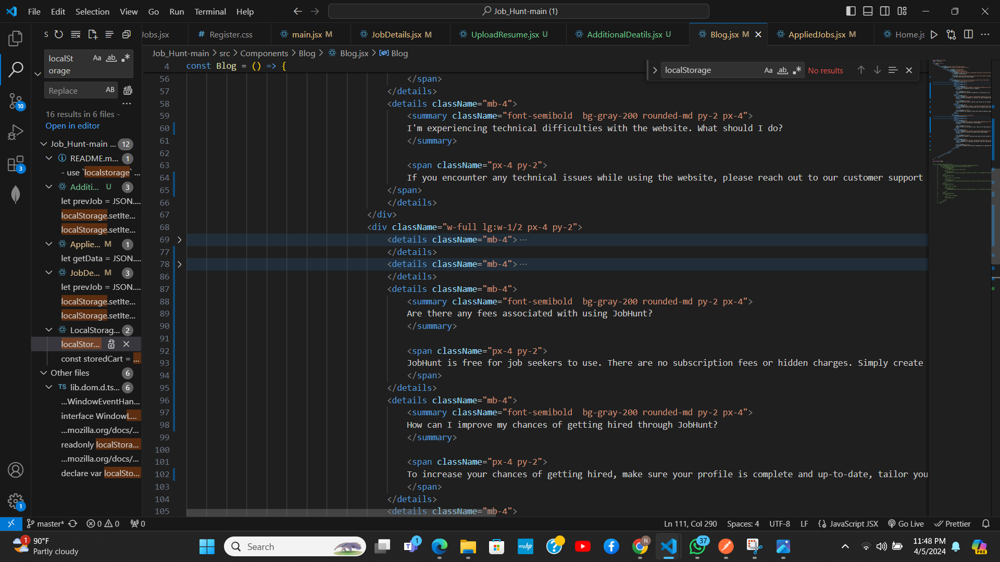 File Edit Selection View Go Run Terminal Help
Job_Hunt-main (1)
S
Jobs.jsx
# Register.css
main.jsx M
JobDetails.jsx M
UploadResume.jsx U
AdditionalDeatils.jsx U
Blog.jsx M
AppliedJobs.jsx M
Home.js
localSt
orage
Aa ab
Replace
AB
16 results in 6 files -
Open in editor
Job_Hunt-main ... 12
README.m... 1
- use `localstorage` ...
Additi... U 3
let prevJob = JSON....
localStorage.setIte...
localStorage.setIte...
Applie... M 1
let getData = JSON....
JobDe... M 3
let prevJob = JSON....
localStorage.setIte...
localStorage.setIte...
LocalStorag... 2
localStor...
const storedCart = ...
Other files 6
TS lib.dom.d.ts... 6
...WindowEventHan...
interface WindowL...
...mozilla.org/docs/...
readonly localStora...
...mozilla.org/docs/...
declare var localSto...
10
3
1
Job_Hunt-main > src > Components > Blog > Blog.jsx > Blog
localStorage
Aa ab
No results
4 const Blog = () => {
56 </span>
57 </details>
58 <details className="mb-4">
59 <summary className="font-semibold  bg-gray-200 rounded-md py-2 px-4">
60 I'm experiencing technical difficulties with the website. What should I do?
61 </summary>
62
63 <span className="px-4 py-2">
64 If you encounter any technical issues while using the website, please reach out to our customer support
65 </span>
66 </details>
67 </div>
68 <div className="w-full lg:w-1/2 px-4 py-2">
69 <details className="mb-4"> ...
77 </details>
78 <details className="mb-4"> ...
86 </details>
87 <details className="mb-4">
88 <summary className="font-semibold  bg-gray-200 rounded-md py-2 px-4">
89 Are there any fees associated with using JobHunt?
90 </summary>
91
92 <span className="px-4 py-2">
93 JobHunt is free for job seekers to use. There are no subscription fees or hidden charges. Simply create
94 </span>
95 </details>
96 <details className="mb-4">
97 <summary className="font-semibold  bg-gray-200 rounded-md py-2 px-4">
98 How can I improve my chances of getting hired through JobHunt?
99 </summary>
100
101 <span className="px-4 py-2">
102 To increase your chances of getting hired, make sure your profile is complete and up-to-date, tailor you
103 </span>
104 </details>
105 <details className="mb-4">
master* 0 0 0
Ln 111, Col 290 Spaces: 4 UTF-8 LF JavaScript JSX Go Live Prettier
1
90°F
Partly cloudy
Search
1
myhp
N
37
11:48 PM
4/5/2024
PRE